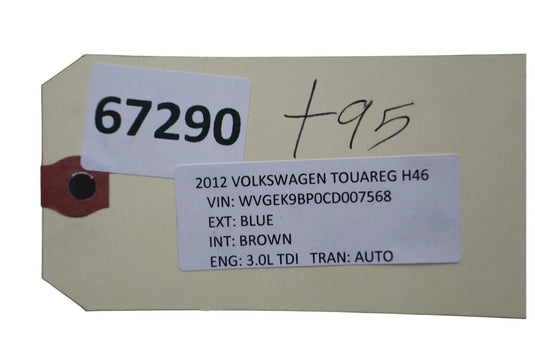 67290
+95
2012 VOLKSWAGEN TOUAREG H46
VIN: WVGEK9BP0CD007568
EXT: BLUE
INT: BROWN
ENG: 3.0L TDI TRAN: AUTO